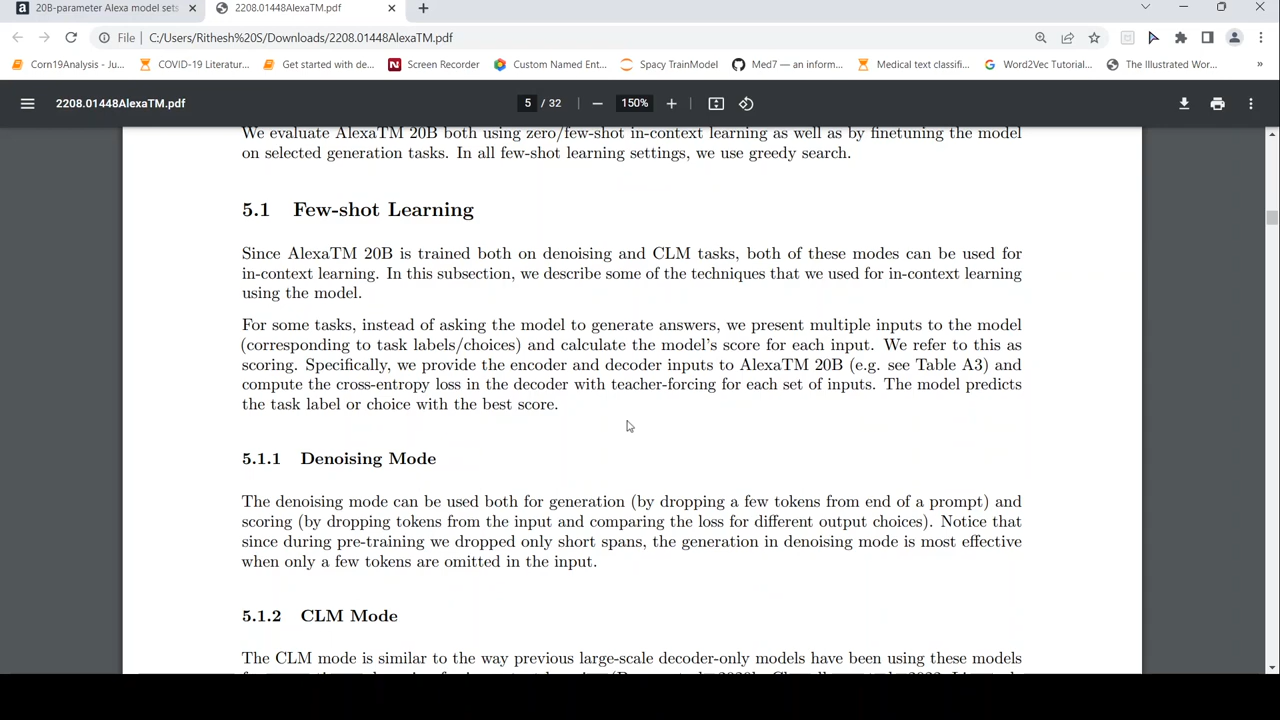 20B-parameter Alexa model sets
2208.01448AlexaTM.pdf
File
C:/Users/Rithesh%20S/Downloads/2208.01448AlexaTM.pdf
Corn19Analysis - Ju...
COVID-19 Literatur...
Get started with de...
Screen Recorder
Custom Named Ent...
Spacy TrainModel
Med7 — an inform...
Medical text classifi...
Word2Vec Tutorial...
The Illustrated Wor...
»
2208.01448AlexaTM.pdf
5 / 32
150%
We evaluate AlexaTM 20B both using zero/few-shot in-context learning as well as by finetuning the model
on selected generation tasks. In all few-shot learning settings, we use greedy search.
5.1 Few-shot Learning
Since AlexaTM 20B is trained both on denoising and CLM tasks, both of these modes can be used for
in-context learning. In this subsection, we describe some of the techniques that we used for in-context learning
using the model.
For some tasks, instead of asking the model to generate answers, we present multiple inputs to the model
(corresponding to task labels/choices) and calculate the model's score for each input. We refer to this as
scoring. Specifically, we provide the encoder and decoder inputs to AlexaTM 20B (e.g. see Table A3) and
compute the cross-entropy loss in the decoder with teacher-forcing for each set of inputs. The model predicts
the task label or choice with the best score.
5.1.1 Denoising Mode
The denoising mode can be used both for generation (by dropping a few tokens from end of a prompt) and
scoring (by dropping tokens from the input and comparing the loss for different output choices). Notice that
since during pre-training we dropped only short spans, the generation in denoising mode is most effective
when only a few tokens are omitted in the input.
5.1.2 CLM Mode
The CLM mode is similar to the way previous large-scale decoder-only models have been using these models